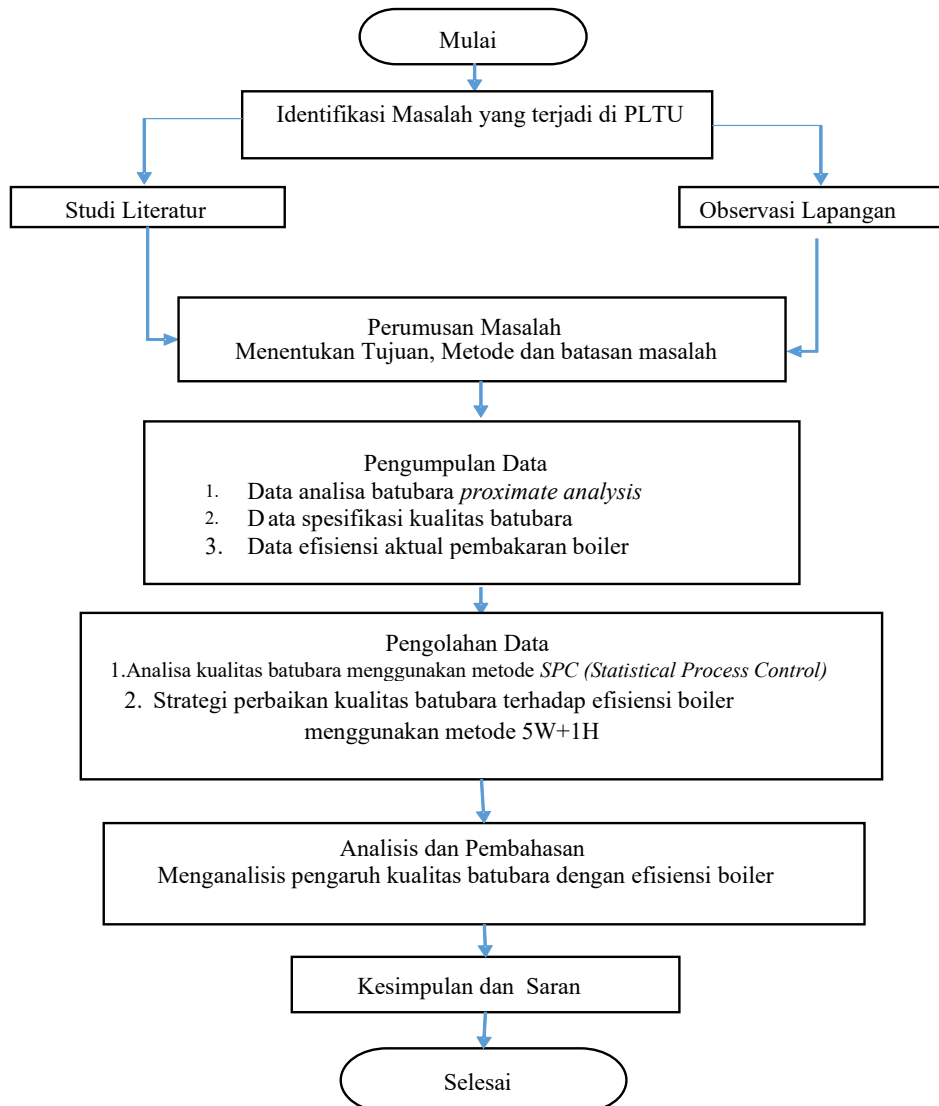 Mulai
Identifikasi Masalah yang terjadi di PLTU
Studi Literatur
Observasi Lapangan
Perumusan Masalah
Menentukan Tujuan, Metode dan batasan masalah
Pengumpulan Data
1. Data analisa batubara proximate analysis
2. Data spesifikasi kualitas batubara
3. Data efisiensi aktual pembakaran boiler
Pengolahan Data
1.Analisa kualitas batubara menggunakan metode SPC (Statistical Process Control)
2. Strategi perbaikan kualitas batubara terhadap efisiensi boiler
menggunakan metode 5W+1H
Analisis dan Pembahasan
Menganalisis pengaruh kualitas batubara dengan efisiensi boiler
Kesimpulan dan Saran
Selesai